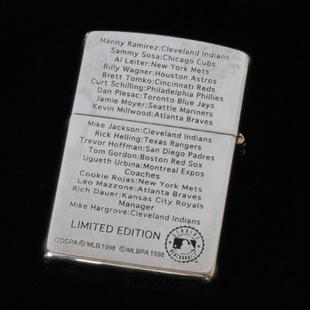 Manny Ramirez:Cleveland Indians
Sammy Sosa:Chicago Cubs
Al Leiter:New York Mets
Billy Wagner:Houston Astros
Brett Tomko:Cincinnati Reds
Curt Schilling:Philadelphia Phillies
Dan Plesac:Toronto Blue Jays
Jamie Moyer:Seattle Mariners
Kevin Millwood:Atlanta Braves
Mike Jackson:Cleveland Indians
Rick Helling:Texas Rangers
Trevor Hoffman:San Diego Padres
Tom Gordon:Boston Red Sox
Ugueth Urbina:Montreal Expos
Coaches
Cookie Rojas:New York Mets
Leo Mazzone:Atlanta Braves
Rich Dauer:Kansas City Royals
Manager
Mike Hargrove:Cleveland Indians
LIMITED EDITION
GENUINE
MERCHANDISE
©MLB 1998 ©MLBPA 1998